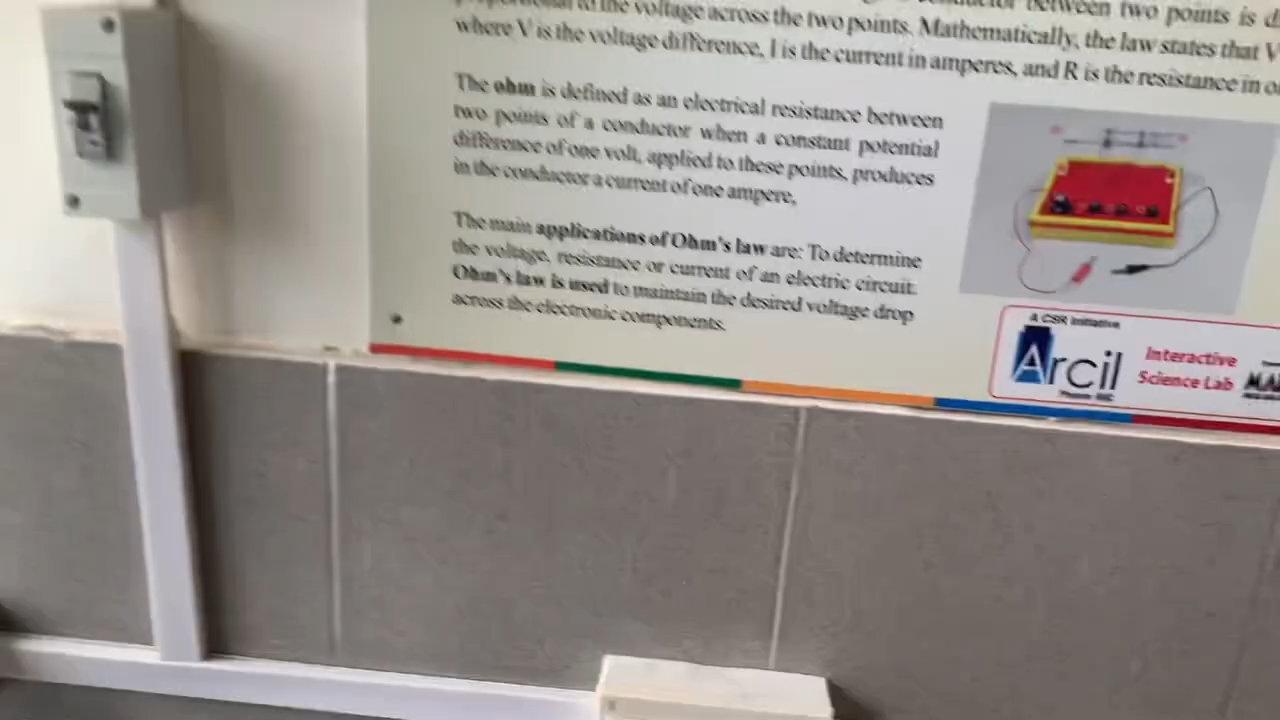 to the voltage across the two points. Mathematically, the law states that V
where V is the voltage difference, I is the current in amperes, and R is the resistance in
The ohm is defined as an electrical resistance between
two points of a conductor when a constant potential
difference of one volt, applied to these points, produces
in the conductor a current of one ampere,
The main applications of Ohm's law are: To determine
the voltage, resistance or current of an electric circuit.
Ohm's law is used to maintain the desired voltage drop
across the electronic components.
A CSR Initiative
Arcil
Interactive
Science Lab